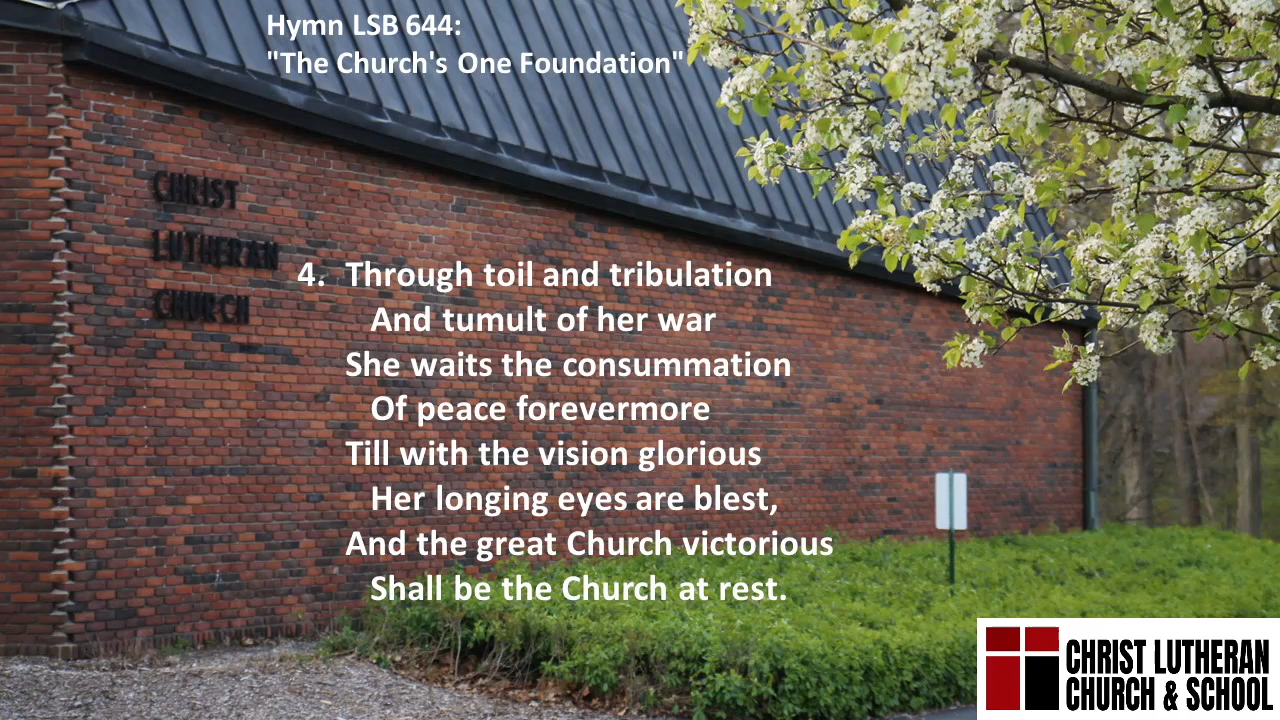 Hymn LSB 644:
"The Church's One Foundation"
CHRIST
LUTHERAN
CHURCH
4. Through toil and tribulation
And tumult of her war
She waits the consummation
Of peace forevermore
Till with the vision glorious
Her longing eyes are blest,
And the great Church victorious
Shall be the Church at rest.
CHRIST LUTHERAN
CHURCH & SCHOOL